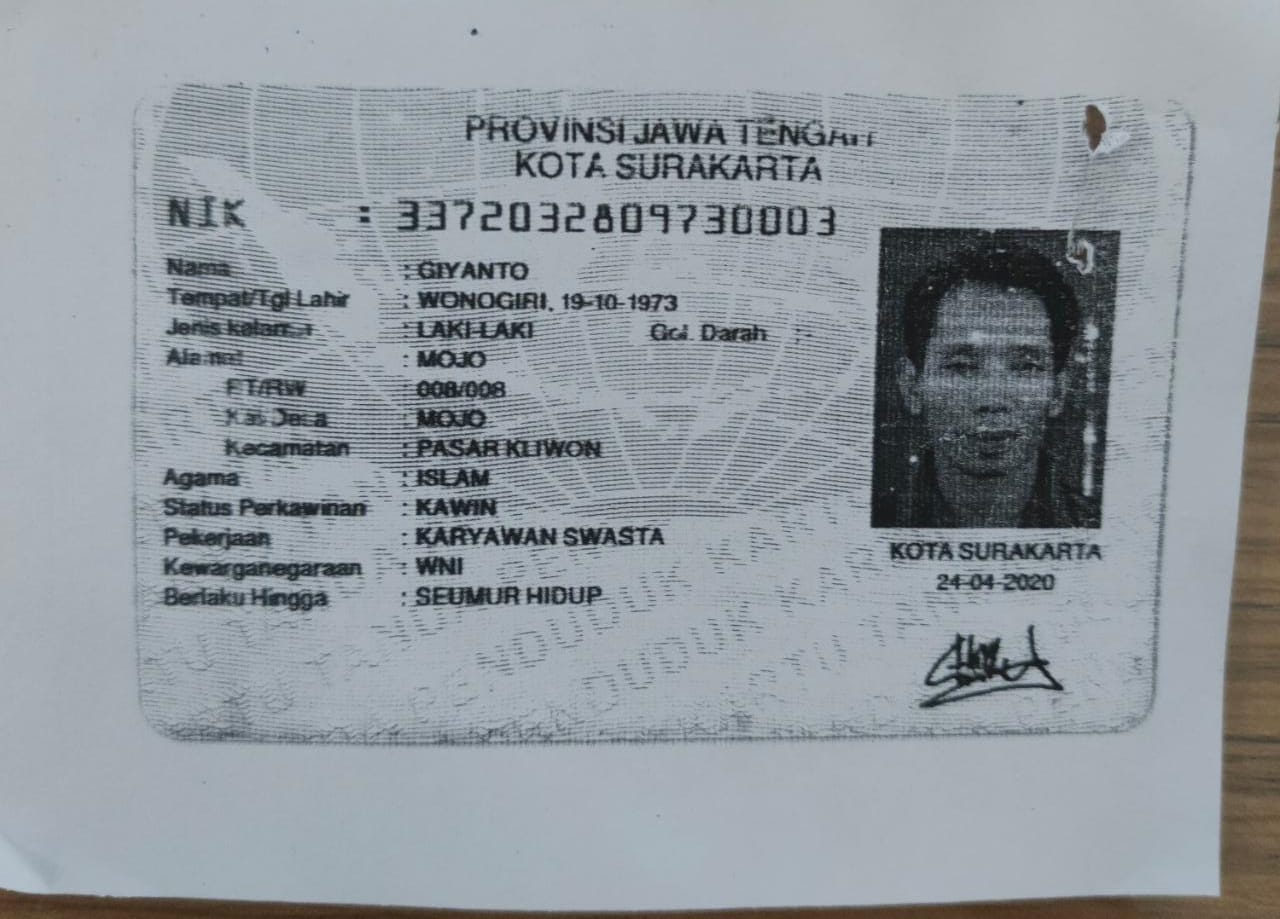 PROVINSI JAWA TENGAH
KOTA SURAKARTA
NIK : 3372032809730003
Nama : GIYANTO
Tempat/Tgl Lahir : WONOGIRI, 19-10-1973
Jenis kelamin : LAKI-LAKI Gol. Darah : -
Alamat : MOJO
RT/RW : 008/008
Kel/Desa : MOJO
Kecamatan : PASAR KLIWON
Agama : ISLAM
Status Perkawinan : KAWIN
Pekerjaan : KARYAWAN SWASTA
Kewarganegaraan : WNI
Berlaku Hingga : SEUMUR HIDUP
KOTA SURAKARTA
24-04-2020